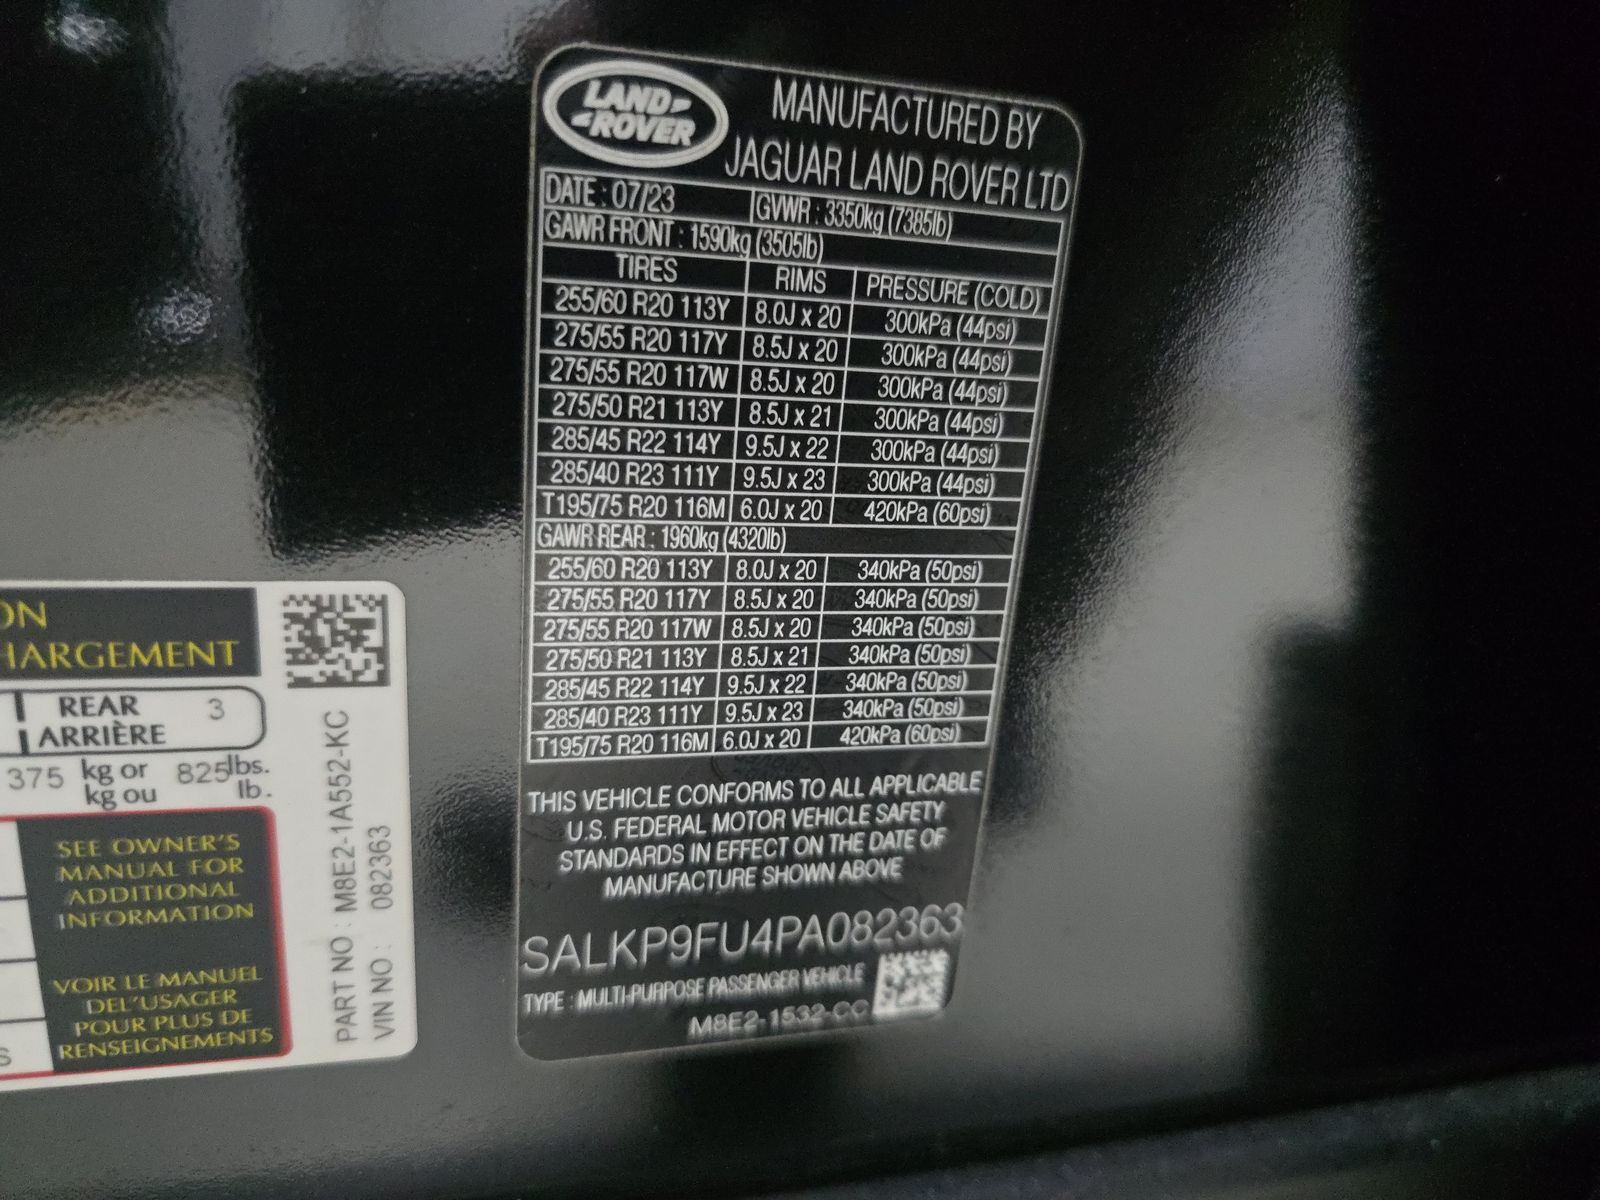 LAND ROVER
MANUFACTURED BY
JAGUAR LAND ROVER LTD
DATE : 07/23 GVWR : 3350kg (7385lb)
GAWR FRONT : 1590kg (3505lb)
TIRES RIMS PRESSURE (COLD)
255/60 R20 113Y 8.0J x 20 300kPa (44psi)
275/55 R20 117Y 8.5J x 20 300kPa (44psi)
275/55 R20 117W 8.5J x 20 300kPa (44psi)
275/50 R21 113Y 8.5J x 21 300kPa (44psi)
285/45 R22 114Y 9.5J x 22 300kPa (44psi)
285/40 R23 111Y 9.5J x 23 300kPa (44psi)
T195/75 R20 116M 6.0J x 20 420kPa (60psi)
GAWR REAR : 1960kg (4320lb)
255/60 R20 113Y 8.0J x 20 340kPa (50psi)
275/55 R20 117Y 8.5J x 20 340kPa (50psi)
275/55 R20 117W 8.5J x 20 340kPa (50psi)
275/50 R21 113Y 8.5J x 21 340kPa (50psi)
285/45 R22 114Y 9.5J x 22 340kPa (50psi)
285/40 R23 111Y 9.5J x 23 340kPa (50psi)
T195/75 R20 116M 6.0J x 20 420kPa (60psi)
THIS VEHICLE CONFORMS TO ALL APPLICABLE
U.S. FEDERAL MOTOR VEHICLE SAFETY
STANDARDS IN EFFECT ON THE DATE OF
MANUFACTURE SHOWN ABOVE
SALKP9FU4PA082363
TYPE : MULTI-PURPOSE PASSENGER VEHICLE
M8E2-1532-CC
ON
HARGEMENT
REAR 3
ARRIÈRE
375 kg or 825 lbs.
kg ou lb.
SEE OWNER'S
MANUAL FOR
ADDITIONAL
INFORMATION
VOIR LE MANUEL
DEL'USAGER
POUR PLUS DE
RENSEIGNEMENTS
S
PART NO : M8E2-1A552-KC
VIN NO : 082363